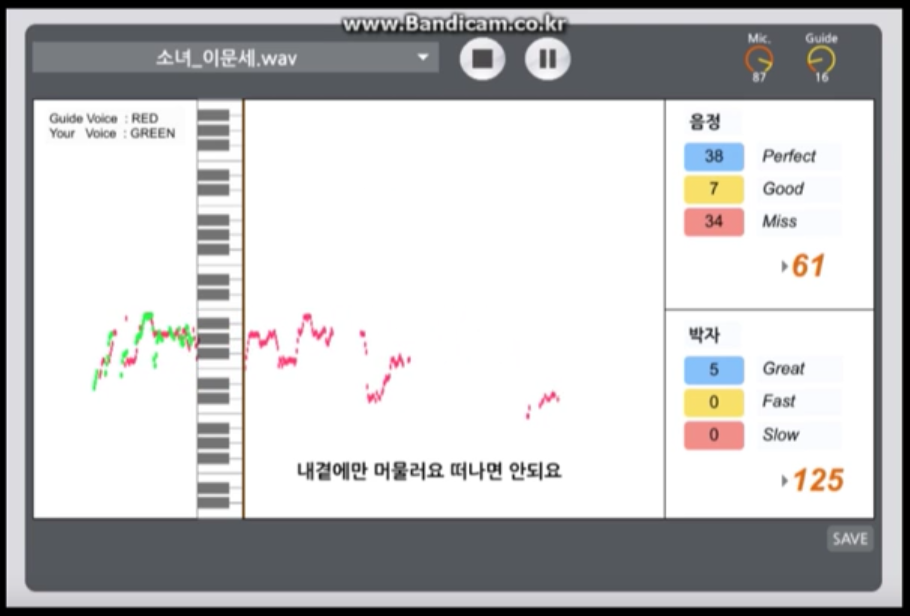 www.Bandicam.co.kr
소녀_이문세.wav
Mic.
87
Guide
16
Guide Voice : RED
Your Voice : GREEN
음정
38 Perfect
7 Good
34 Miss
61
박자
5 Great
0 Fast
0 Slow
125
내곁에만 머물러요 떠나면 안되요
SAVE